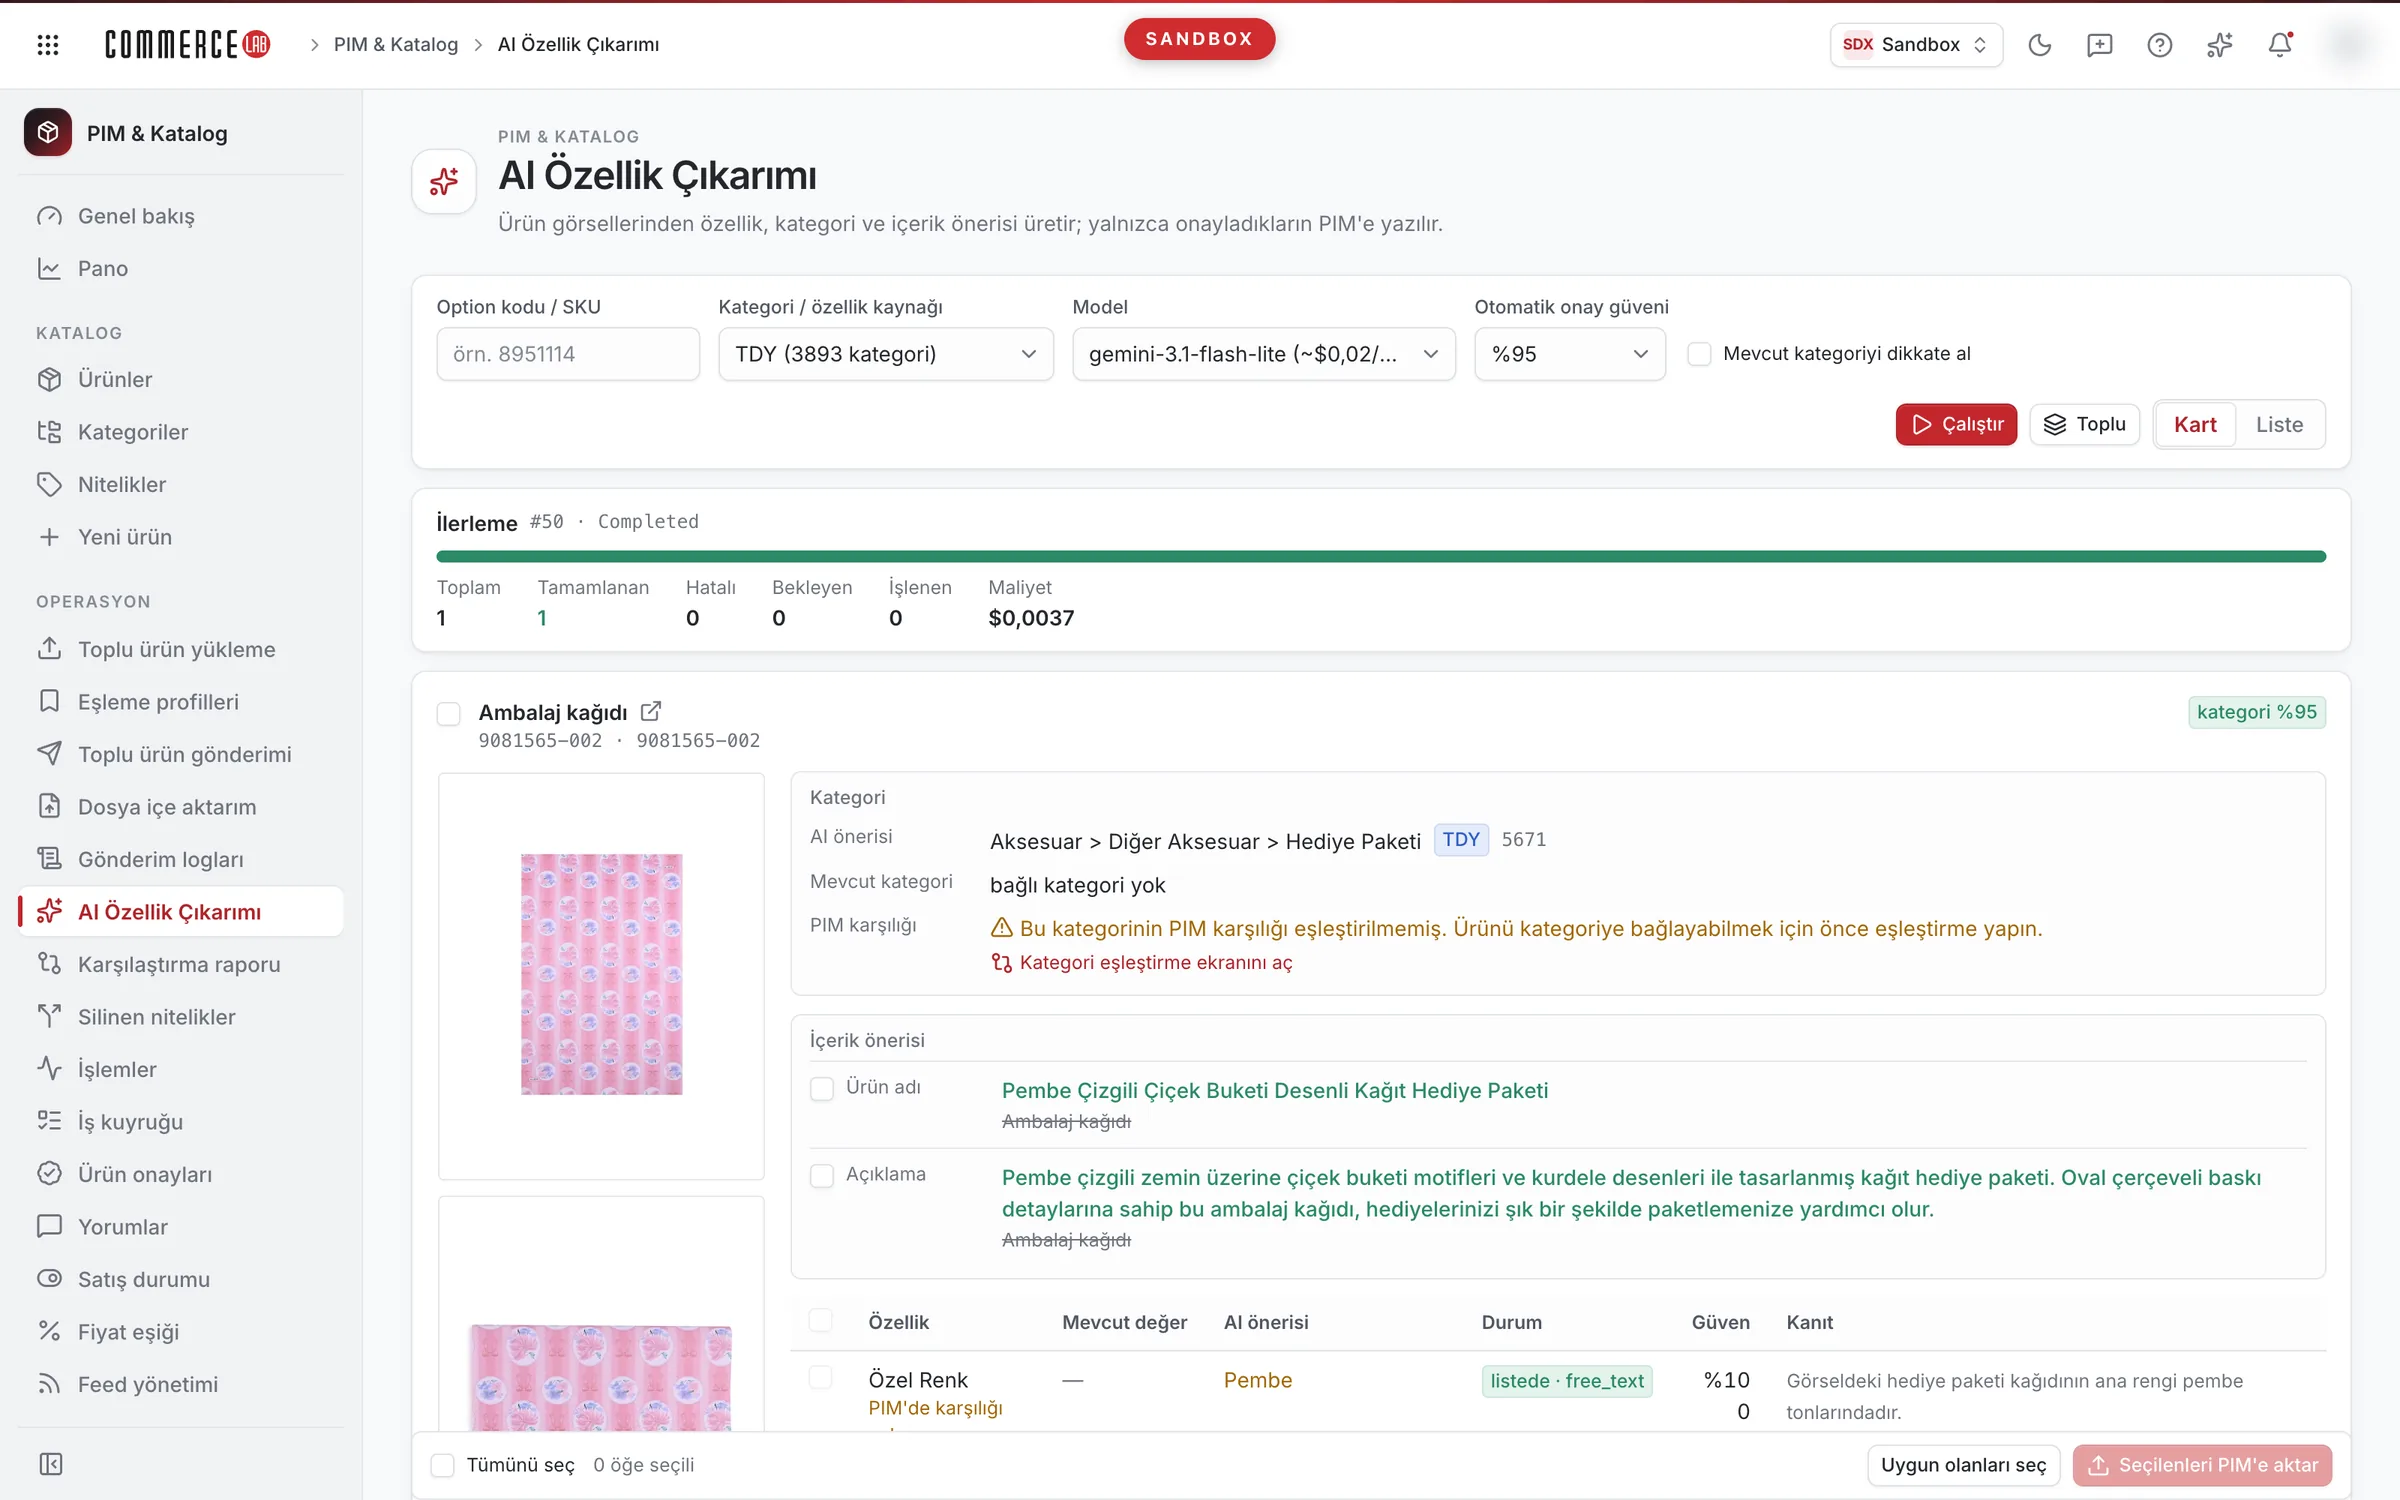 COMMERCE LAB
PIM & Katalog
AI Özellik Çıkarımı
SANDBOX
SDX Sandbox
PIM & Katalog
Genel bakış
Pano
KATALOG
Ürünler
Kategoriler
Nitelikler
Yeni ürün
OPERASYON
Toplu ürün yükleme
Eşleme profilleri
Toplu ürün gönderimi
Dosya içe aktarım
Gönderim logları
AI Özellik Çıkarımı
Karşılaştırma raporu
Silinen nitelikler
İşlemler
İş kuyruğu
Ürün onayları
Yorumlar
Satış durumu
Fiyat eşiği
Feed yönetimi
PIM & KATALOG
AI Özellik Çıkarımı
Ürün görsellerinden özellik, kategori ve içerik önerisi üretir; yalnızca onayladıkların PIM'e yazılır.
Option kodu / SKU
örn. 8951114
Kategori / özellik kaynağı
TDY (3893 kategori)
Model
gemini-3.1-flash-lite (~$0,02/...
Otomatik onay güveni
%95
Mevcut kategoriyi dikkate al
Çalıştır
Toplu
Kart
Liste
İlerleme #50 · Completed
Toplam Tamamlanan Hatalı Bekleyen İşlenen Maliyet
1 1 0 0 0 $0,0037
Ambalaj kağıdı
9081565-002 · 9081565-002
kategori %95
Kategori
AI önerisi Aksesuar > Diğer Aksesuar > Hediye Paketi TDY 5671
Mevcut kategori bağlı kategori yok
PIM karşılığı Bu kategorinin PIM karşılığı eşleştirilmemiş. Ürünü kategoriye bağlayabilmek için önce eşleştirme yapın.
Kategori eşleştirme ekranını aç
İçerik önerisi
Ürün adı Pembe Çizgili Çiçek Buketi Desenli Kağıt Hediye Paketi
Ambalaj kağıdı
Açıklama Pembe çizgili zemin üzerine çiçek buketi motifleri ve kurdele desenleri ile tasarlanmış kağıt hediye paketi. Oval çerçeveli baskı
detaylarına sahip bu ambalaj kağıdı, hediyelerinizi şık bir şekilde paketlemenize yardımcı olur.
Ambalaj kağıdı
Özellik Mevcut değer AI önerisi Durum Güven Kanıt
Özel Renk — Pembe listede · free_text %10 Görseldeki hediye paketi kağıdının ana rengi pembe
PIM'de karşılığı 0 tonlarındadır.
Tümünü seç 0 öğe seçili
Uygun olanları seç
Seçilenleri PIM'e aktar